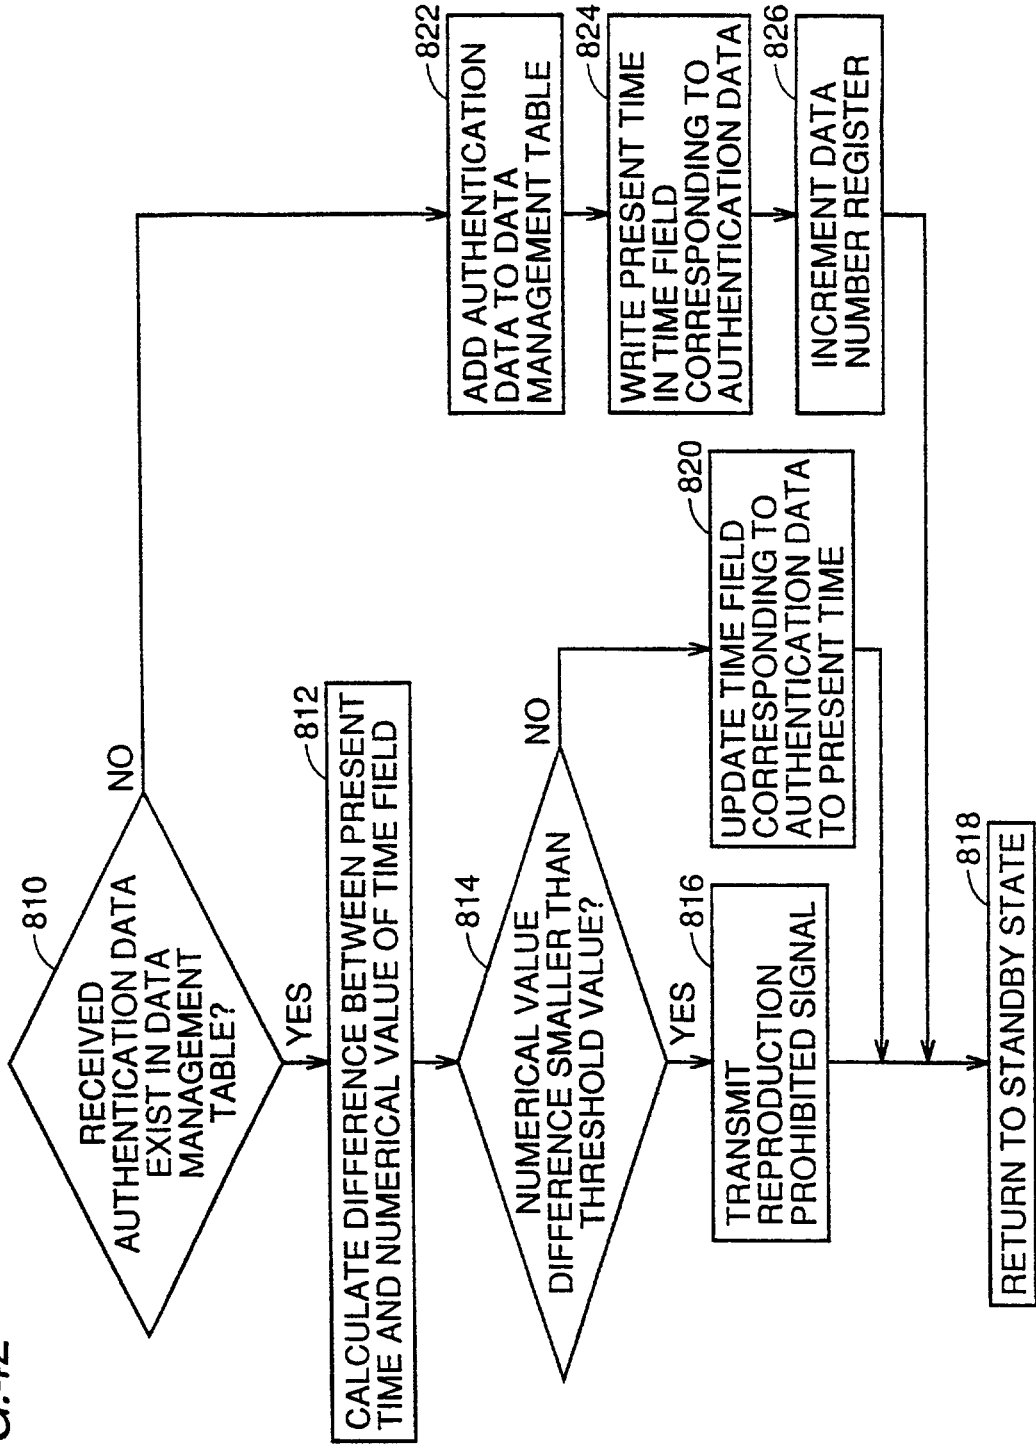 810
RECEIVED
AUTHENTICATION DATA
EXIST IN DATA
MANAGEMENT
TABLE?
NO
YES
812
CALCULATE DIFFERENCE BETWEEN PRESENT
TIME AND NUMERICAL VALUE OF TIME FIELD
814
NUMERICAL VALUE
DIFFERENCE SMALLER THAN
THRESHOLD VALUE?
NO
YES
816
TRANSMIT
REPRODUCTION
PROHIBITED SIGNAL
820
UPDATE TIME FIELD
CORRESPONDING TO
AUTHENTICATION DATA
TO PRESENT TIME
822
ADD AUTHENTICATION
DATA TO DATA
MANAGEMENT TABLE
824
WRITE PRESENT TIME
IN TIME FIELD
CORRESPONDING TO
AUTHENTICATION DATA
826
INCREMENT DATA
NUMBER REGISTER
818
RETURN TO STANDBY STATE